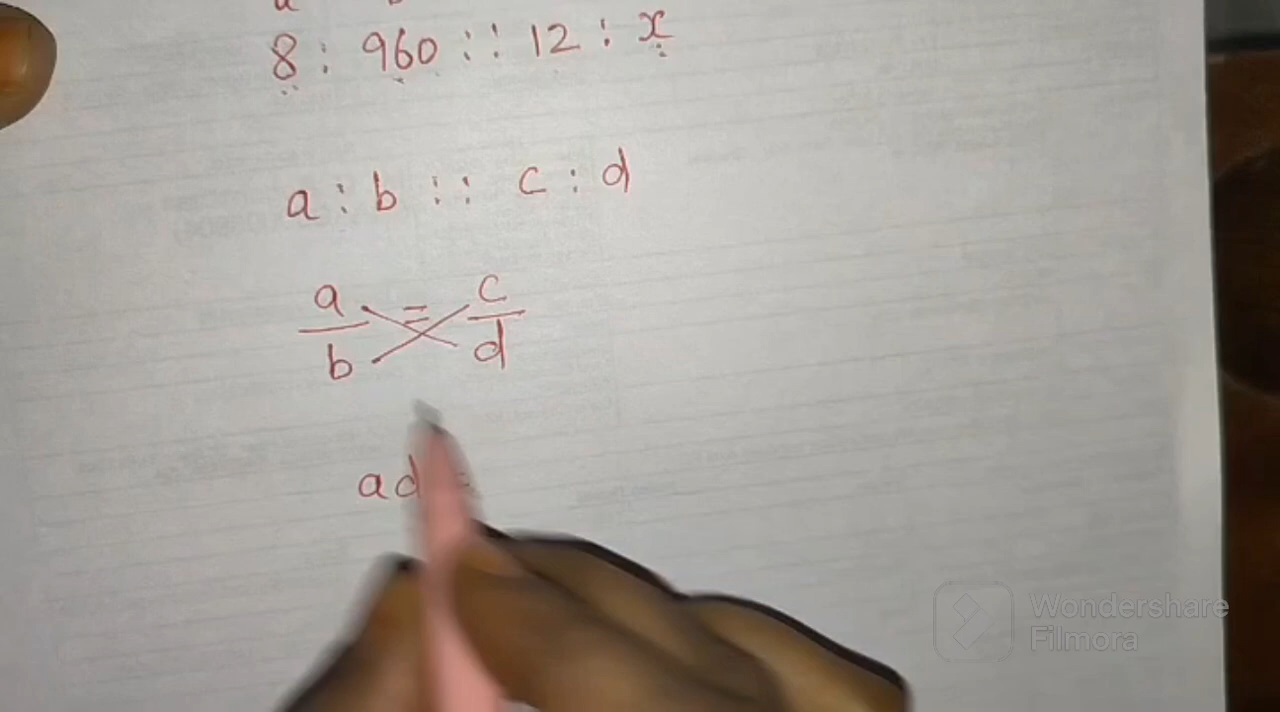 8 : 960 :: 12 : x
a : b :: c : d
a/b = c/d
ad =
Wondershare
Filmora